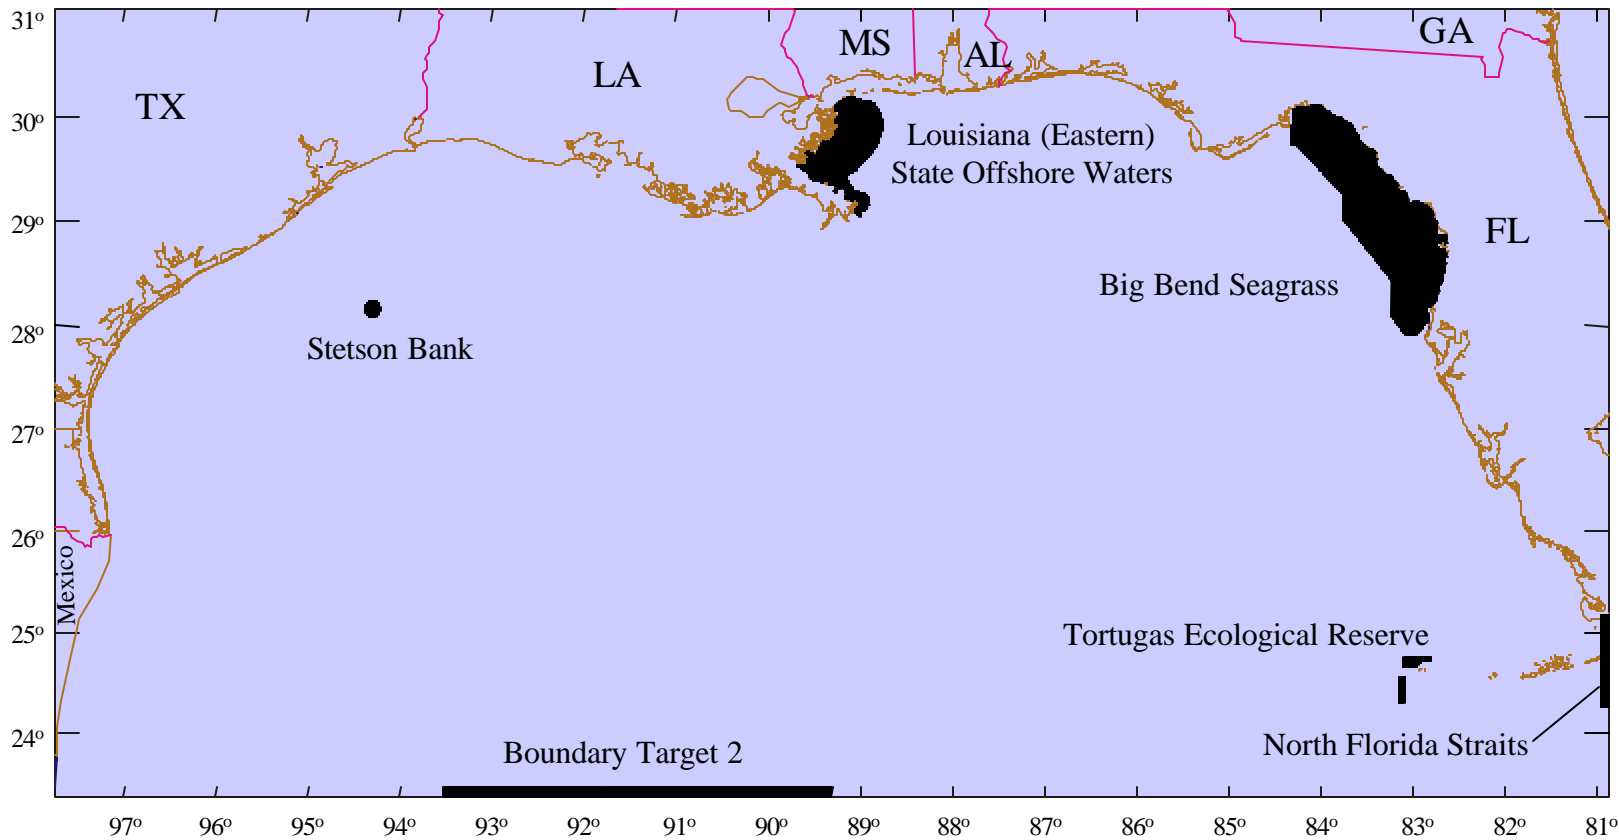 31º
MS
GA
AL
LA
TX
30º
Louisiana (Eastern)
State Offshore Waters
29º
FL
Big Bend Seagrass
28º
Stetson Bank
27º
26º
Mexico
25º
Tortugas Ecological Reserve
24º
North Florida Straits
Boundary Target 2
97º 96º 95º 94º 93º 92º 90º 89º 88º 87º 86º 85º 84º 83º 82º 81º